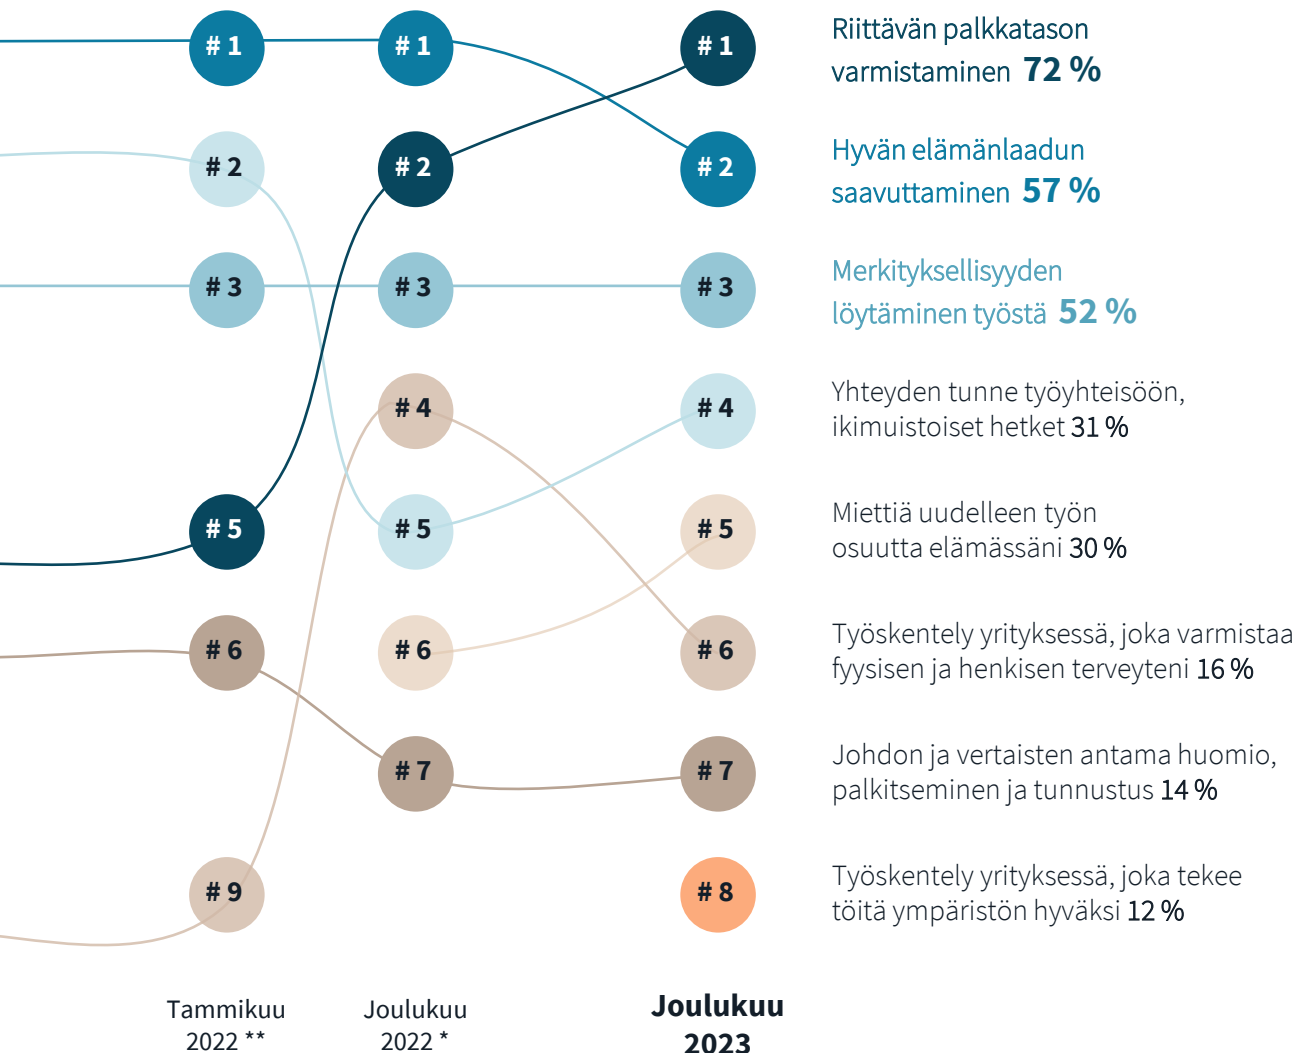 # 1
# 1
# 1
Riittävän palkkatason
varmistaminen 72 %
# 2
# 2
# 2
Hyvän elämänlaadun
saavuttaminen 57 %
# 3
# 3
# 3
Merkityksellisyyden
löytäminen työstä 52 %
# 4
# 4
Yhteyden tunne työyhteisöön,
ikimuistoiset hetket 31 %
# 5
# 5
# 5
Miettiä uudelleen työn
osuutta elämässäni 30 %
# 6
# 6
# 6
Työskentely yrityksessä, joka varmistaa
fyysisen ja henkisen terveyteni 16 %
# 7
# 7
Johdon ja vertaisten antama huomio,
palkitseminen ja tunnustus 14 %
# 9
# 8
Työskentely yrityksessä, joka tekee
töitä ympäristön hyväksi 12 %
Tammikuu
2022 **
Joulukuu
2022 *
Joulukuu
2023